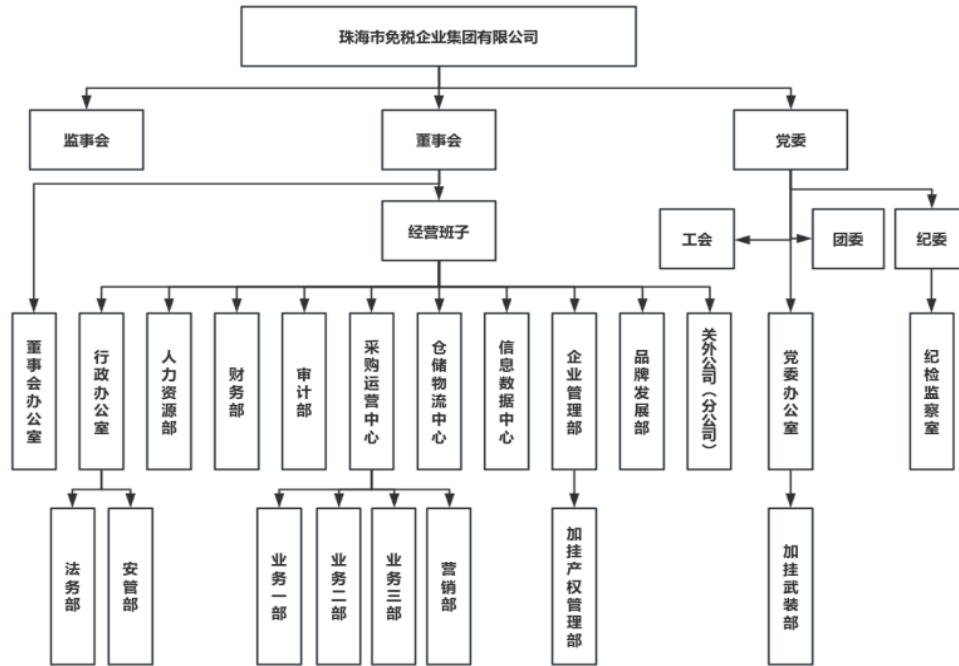 珠海市免税企业集团有限公司
监事会
董事会
党委
经营班子
工会
团委
纪委
董事会办公室
行政办公室
人力资源部
财务部
审计部
采购运营中心
仓储物流中心
信息数据中心
企业管理部
品牌发展部
关外公司（分公司）
党委办公室
纪检监察室
法务部
安管部
业务一部
业务二部
业务三部
营销部
加挂产权管理部
加挂武装部